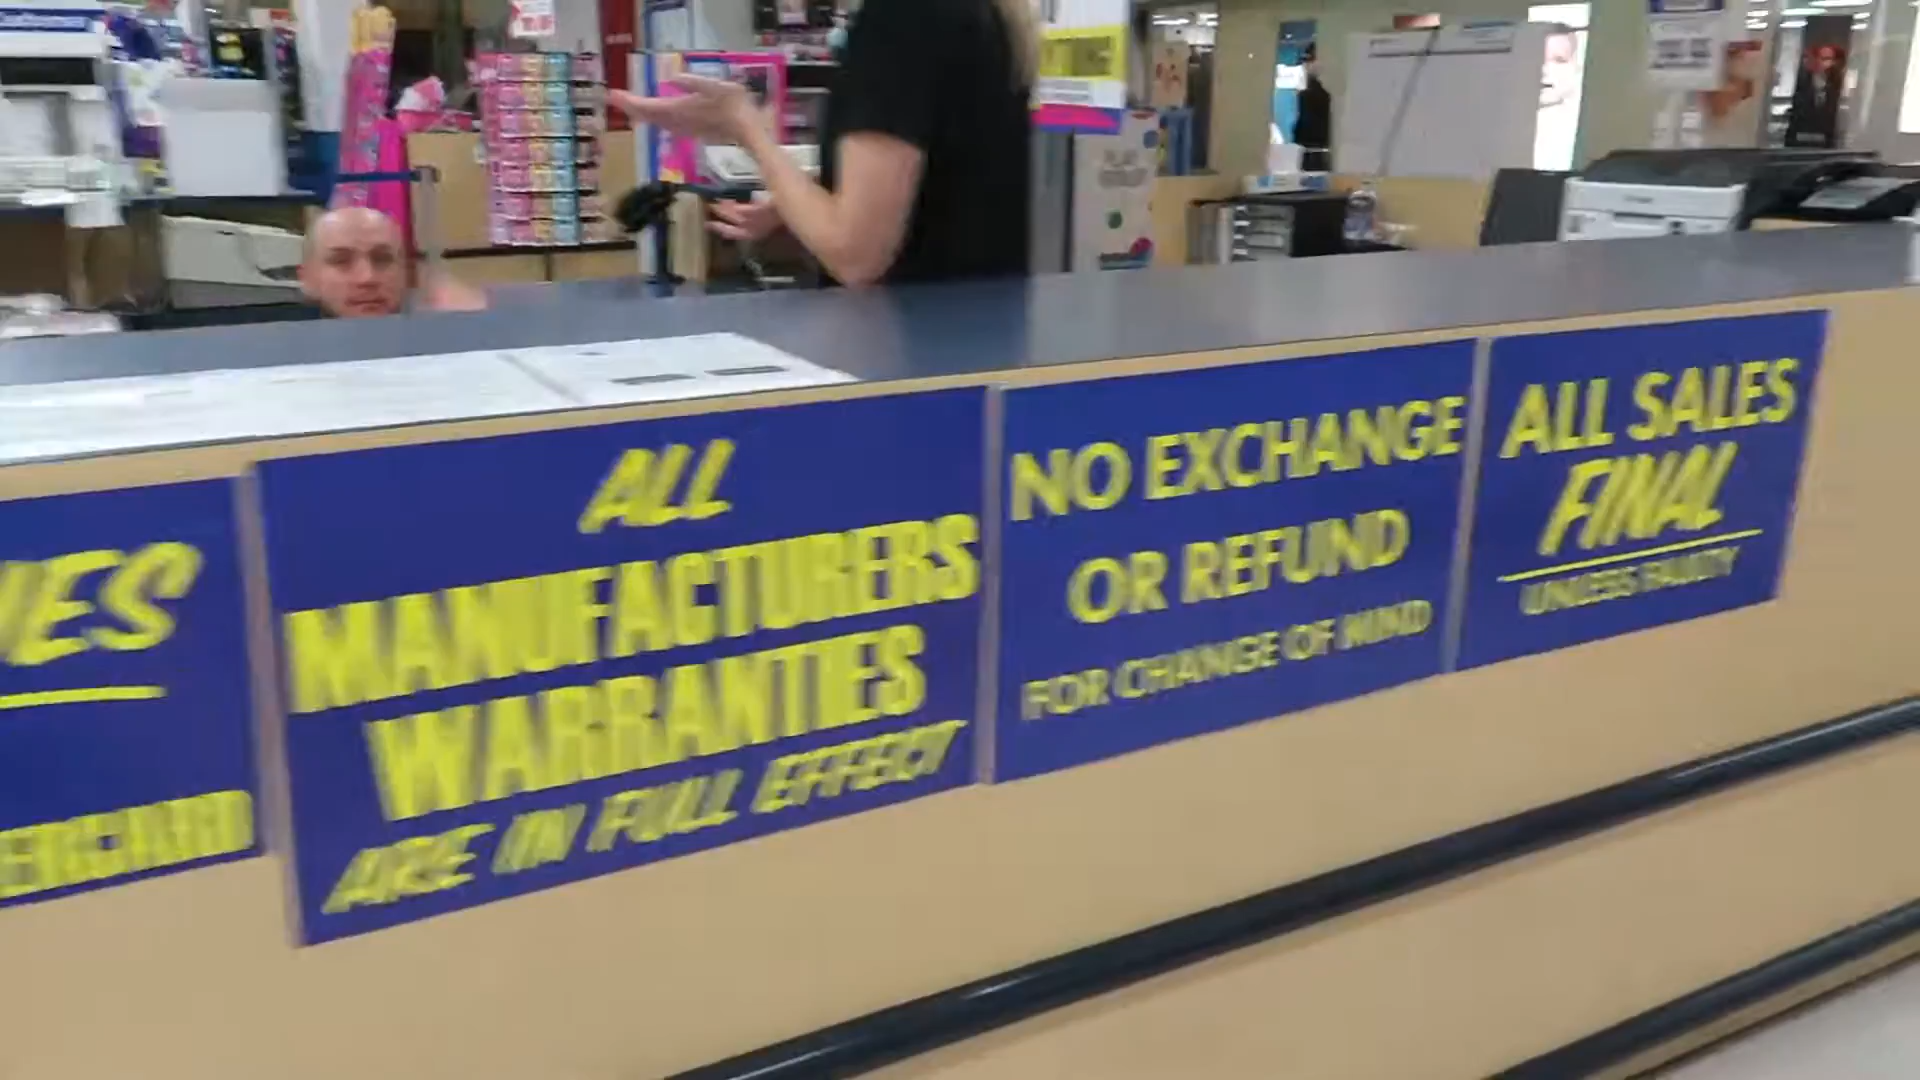 ALL
MANUFACTURERS
WARRANTIES
ARE IN FULL EFFECT
NO EXCHANGE
OR REFUND
FOR CHANGE OF MIND
ALL SALES
FINAL
UNLESS FAULTY